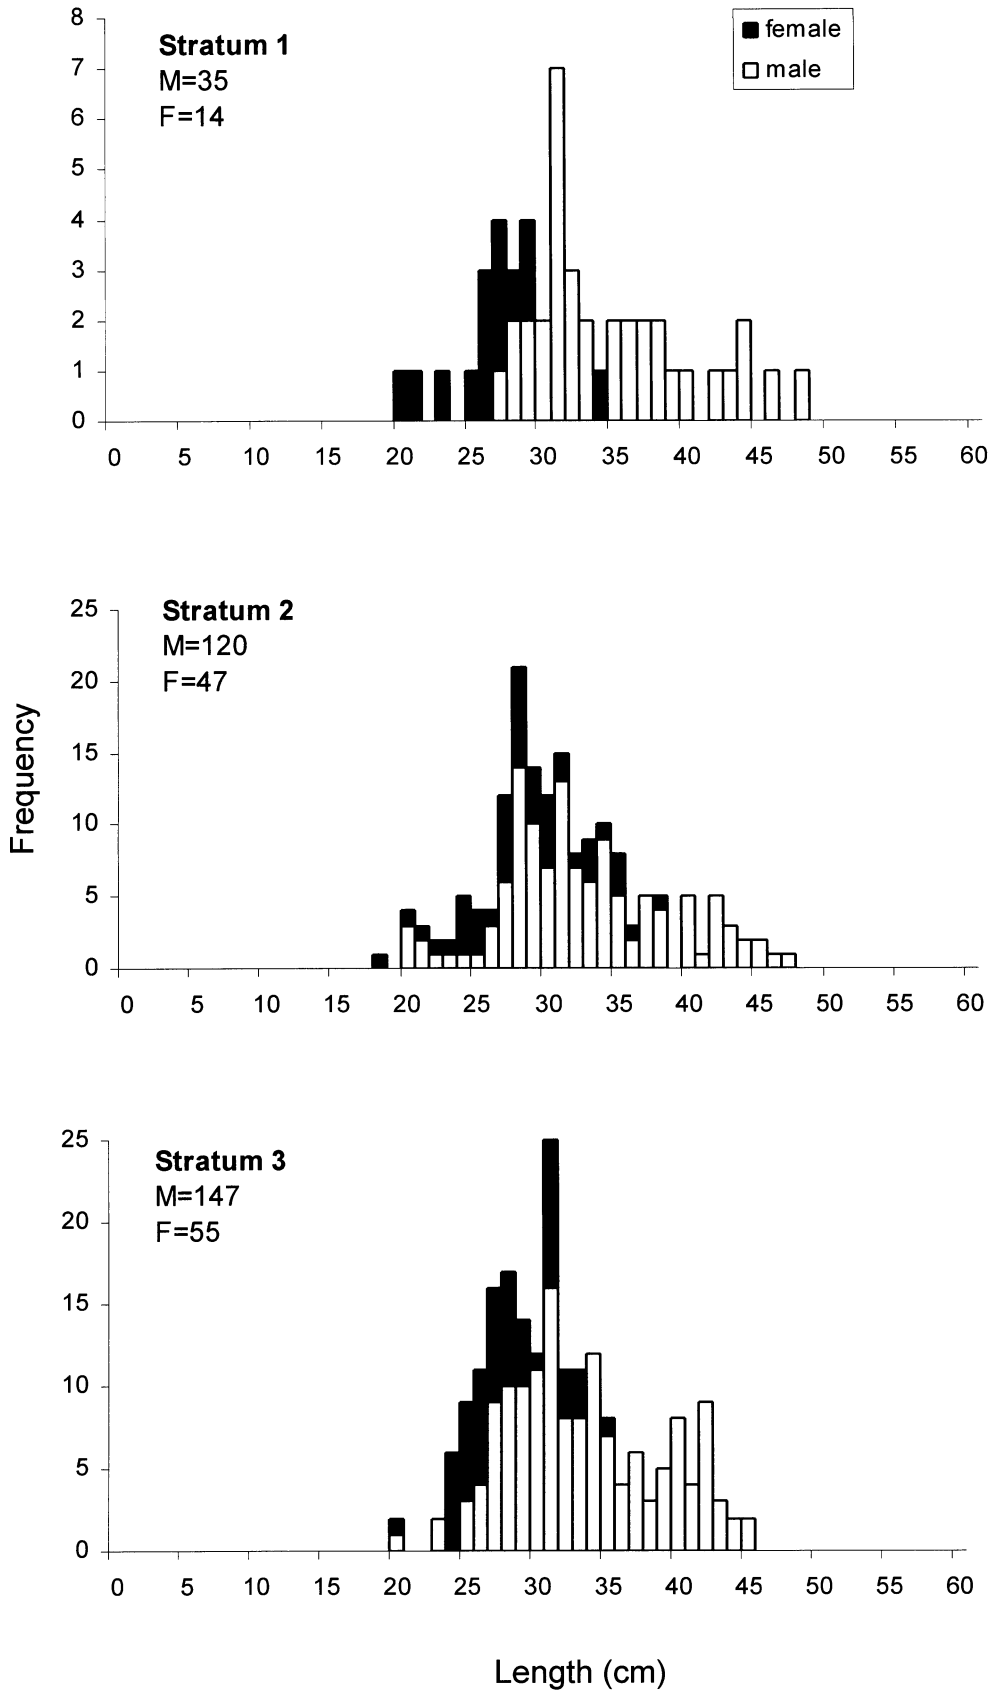 8
Stratum 1
M=35
F=14
female
male
7
6
5
4
3
2
1
0
0 5 10 15 20 25 30 35 40 45 50 55 60
Frequency
25
Stratum 2
M=120
F=47
20
15
10
5
0
0 5 10 15 20 25 30 35 40 45 50 55 60
25
Stratum 3
M=147
F=55
20
15
10
5
0
0 5 10 15 20 25 30 35 40 45 50 55 60
Length (cm)